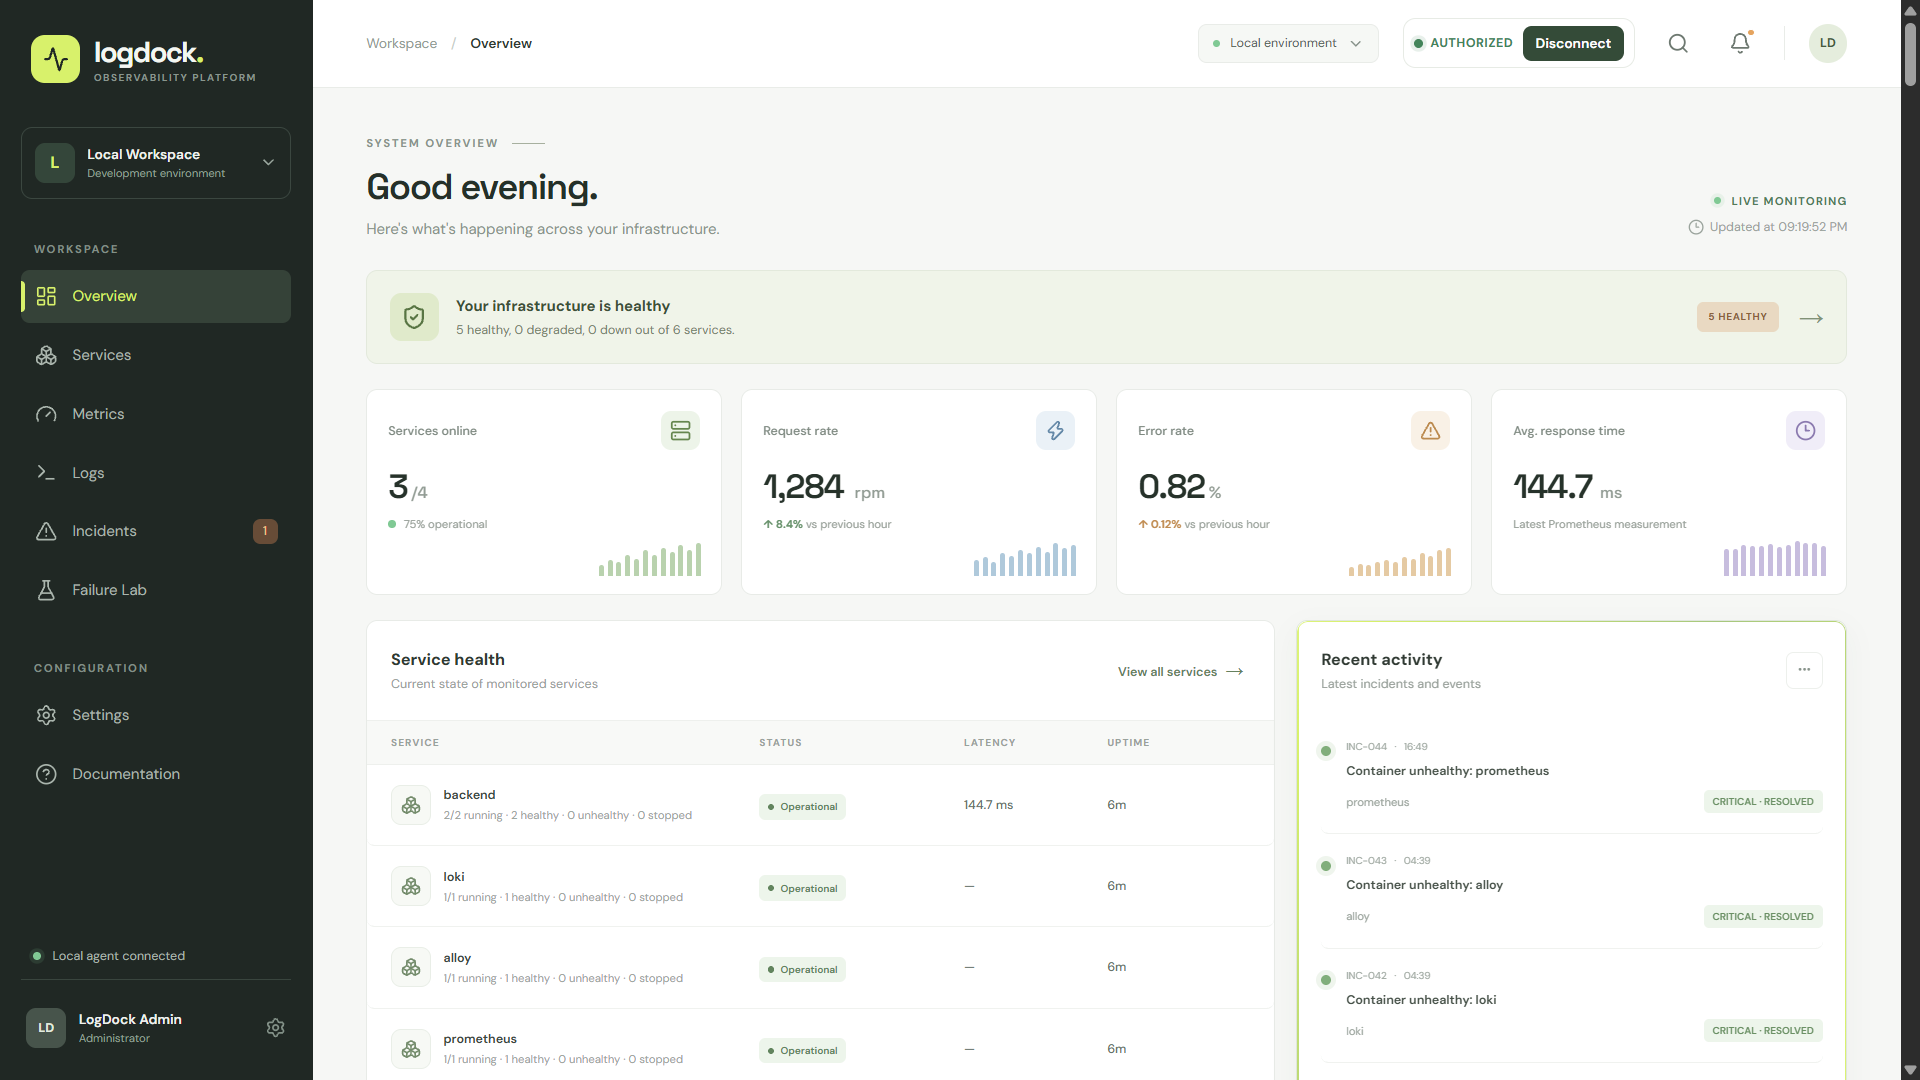 logdock.
OBSERVABILITY PLATFORM
L
Local Workspace
Development environment
WORKSPACE
Overview
Services
Metrics
Logs
Incidents 1
Failure Lab
CONFIGURATION
Settings
Documentation
Local agent connected
LD
LogDock Admin
Administrator
Workspace / Overview
Local environment
AUTHORIZED
Disconnect
LD
SYSTEM OVERVIEW
Good evening.
Here's what's happening across your infrastructure.
LIVE MONITORING
Updated at 09:19:52 PM
Your infrastructure is healthy
5 healthy, 0 degraded, 0 down out of 6 services.
5 HEALTHY
Services online
3 /4
75% operational
Request rate
1,284 rpm
8.4% vs previous hour
Error rate
0.82 %
0.12% vs previous hour
Avg. response time
144.7 ms
Latest Prometheus measurement
Service health
Current state of monitored services
View all services
SERVICE STATUS LATENCY UPTIME
backend
2/2 running · 2 healthy · 0 unhealthy · 0 stopped
Operational
144.7 ms
6m
loki
1/1 running · 1 healthy · 0 unhealthy · 0 stopped
Operational
—
6m
alloy
1/1 running · 1 healthy · 0 unhealthy · 0 stopped
Operational
—
6m
prometheus
1/1 running · 1 healthy · 0 unhealthy · 0 stopped
Operational
—
6m
Recent activity
Latest incidents and events
INC-044 · 16:49
Container unhealthy: prometheus
prometheus
CRITICAL · RESOLVED
INC-043 · 04:39
Container unhealthy: alloy
alloy
CRITICAL · RESOLVED
INC-042 · 04:39
Container unhealthy: loki
loki
CRITICAL · RESOLVED